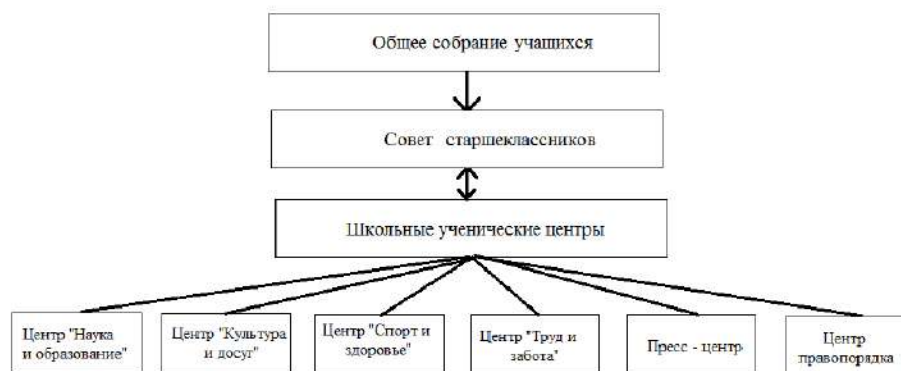 Общее собрание учашихся
Совет старшеклассников
Школьные ученические центры
Центр "Наука
и образование"
Центр "Культура
и досуг"
Центр "Спорт и
здоровье"
Центр "Труд и
забота"
Пресс - центр
Центр
правопорядка